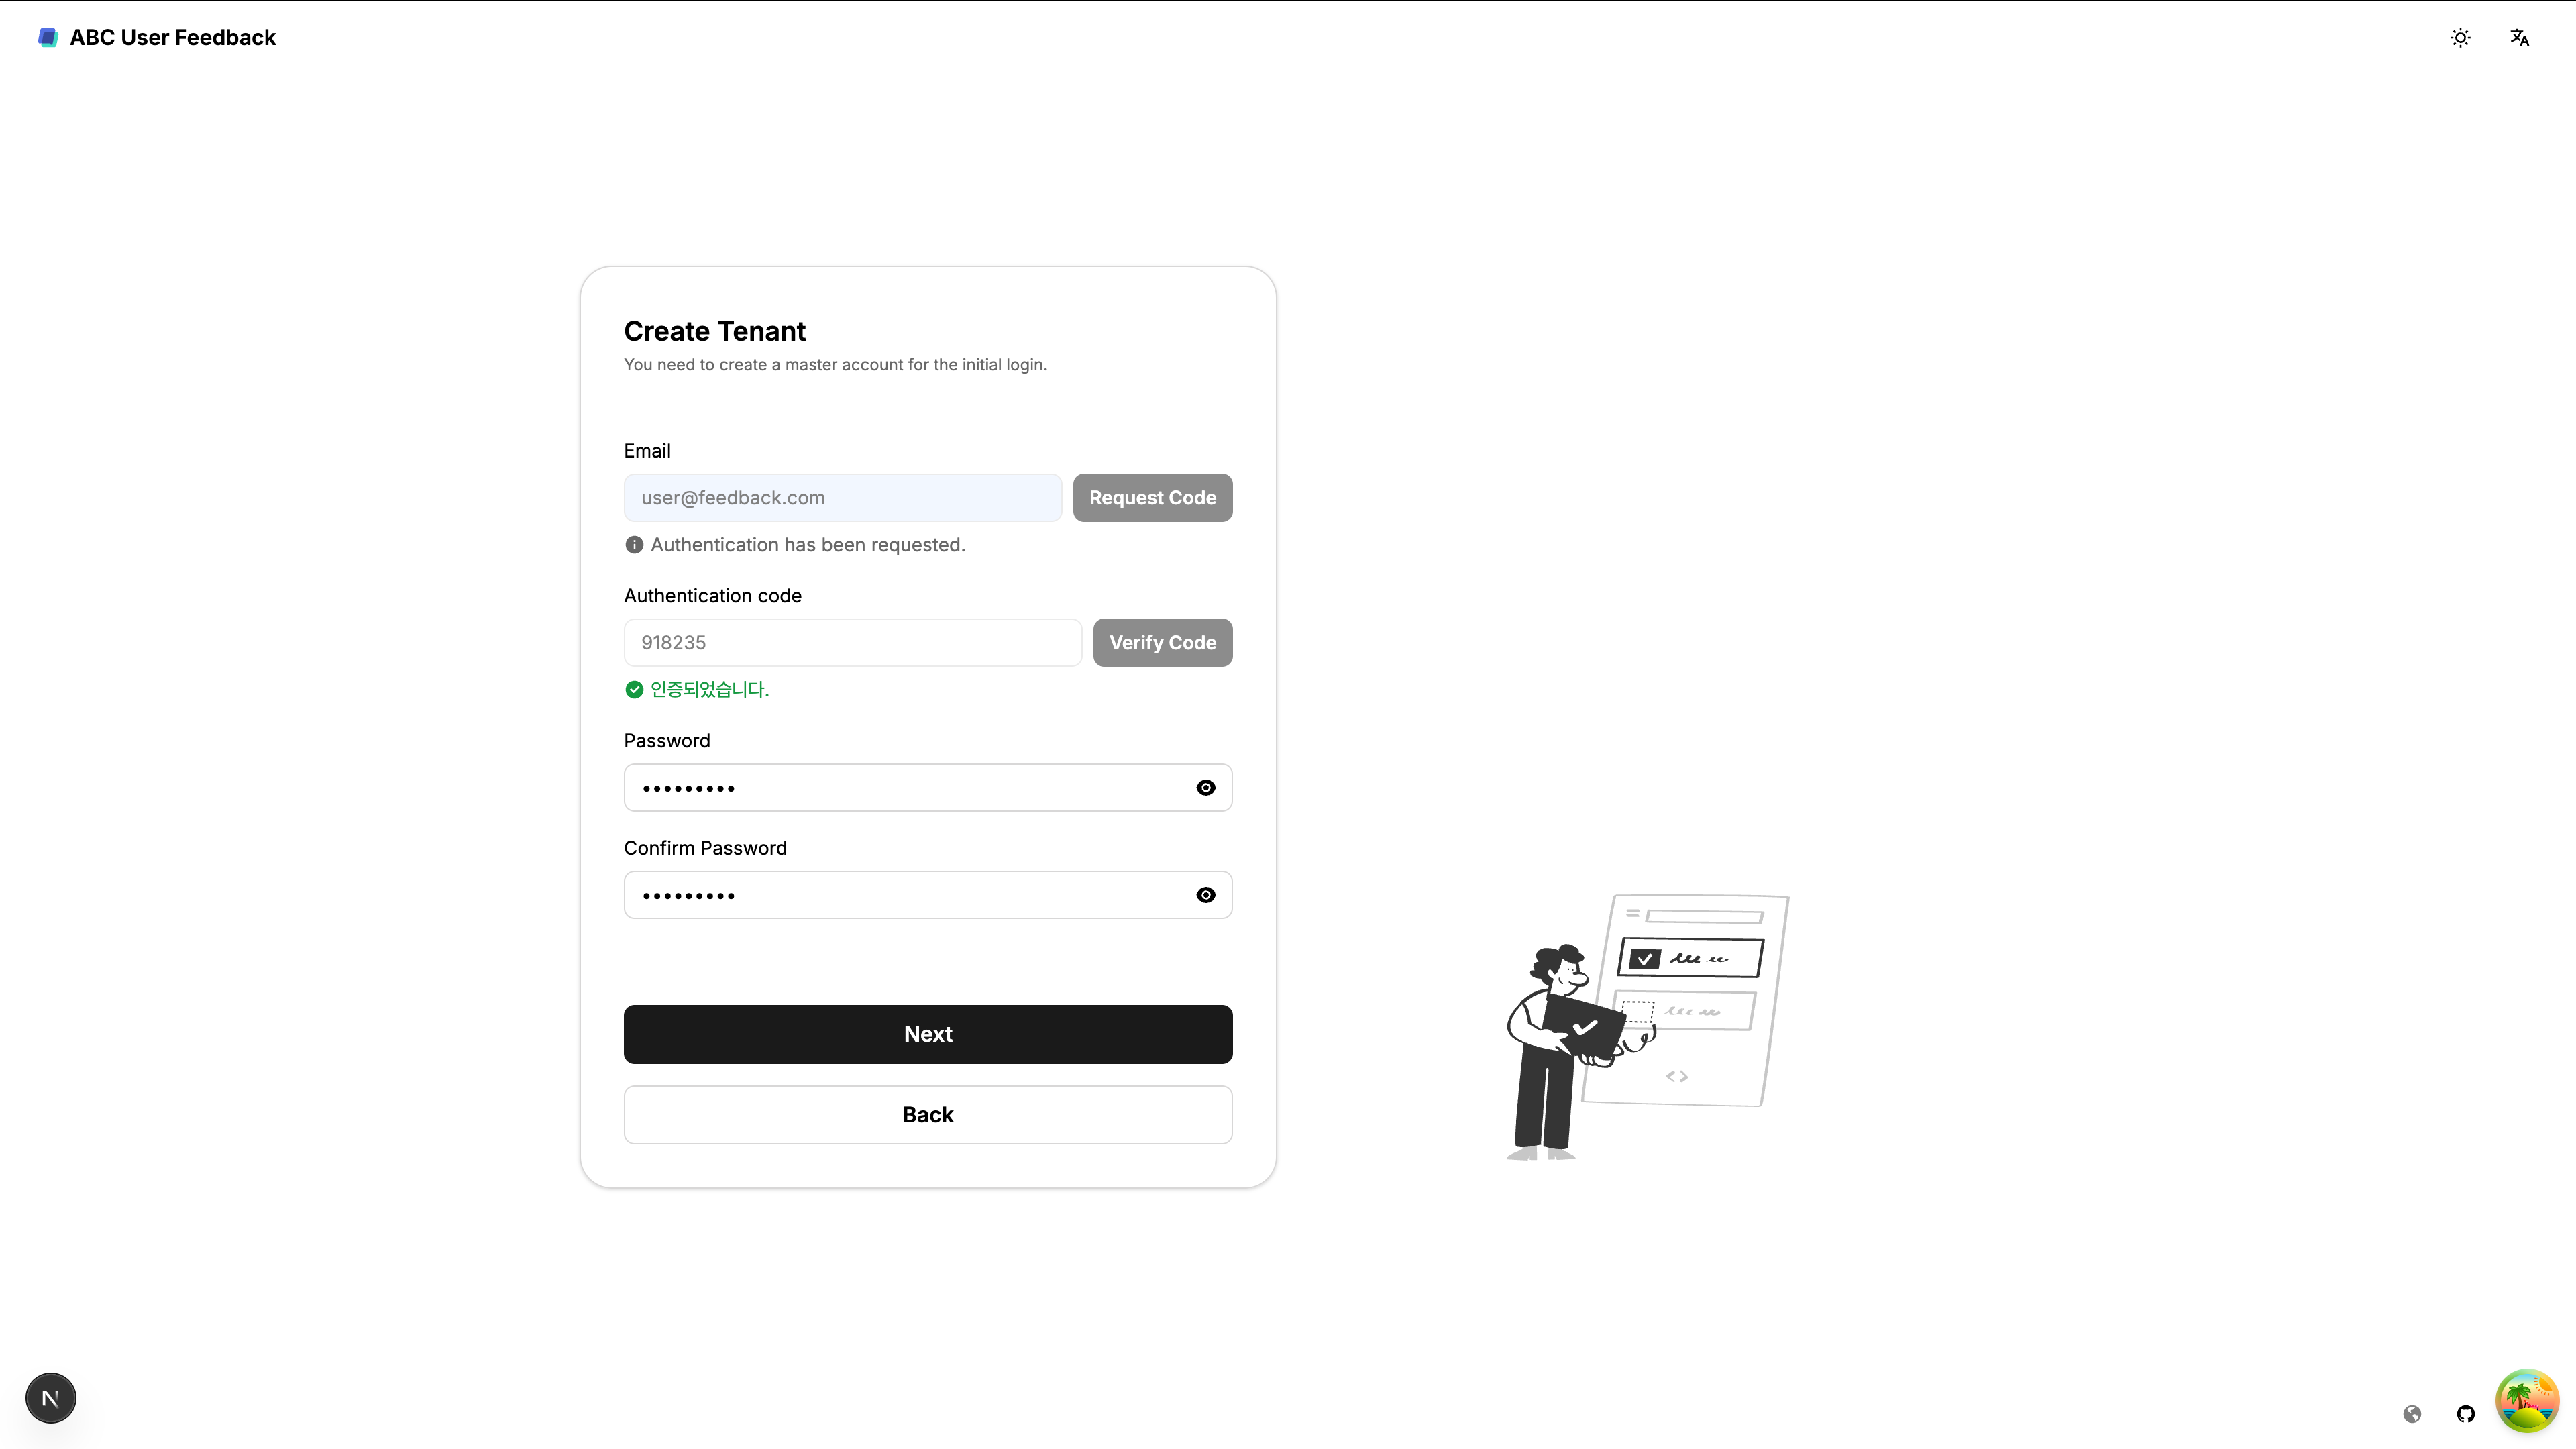 ABC User Feedback
Create Tenant
You need to create a master account for the initial login.
Email
user@feedback.com
Request Code
Authentication has been requested.
Authentication code
918235
Verify Code
인증되었습니다.
Password
•••••••••
Confirm Password
•••••••••
Next
Back
N